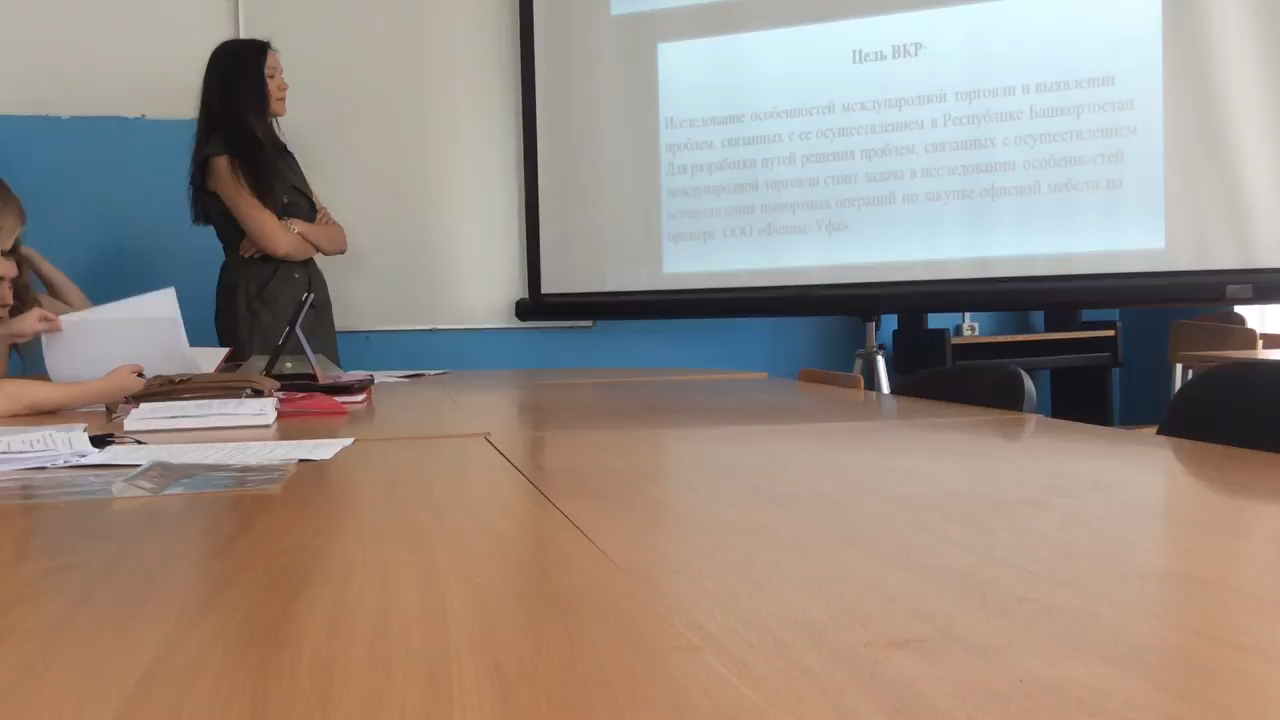 Цель ВКР:
Исследование особенностей международной торговли и выявлении
проблем, связанных с ее осуществлением в Республике Башкортостан
Для разработки путей решения проблем, связанных с осуществлением
международной торговли стоит задача в исследовании особенностей
осуществления импортных операций по закупке офисной мебели на
примере ООО «Феликс-Уфа»